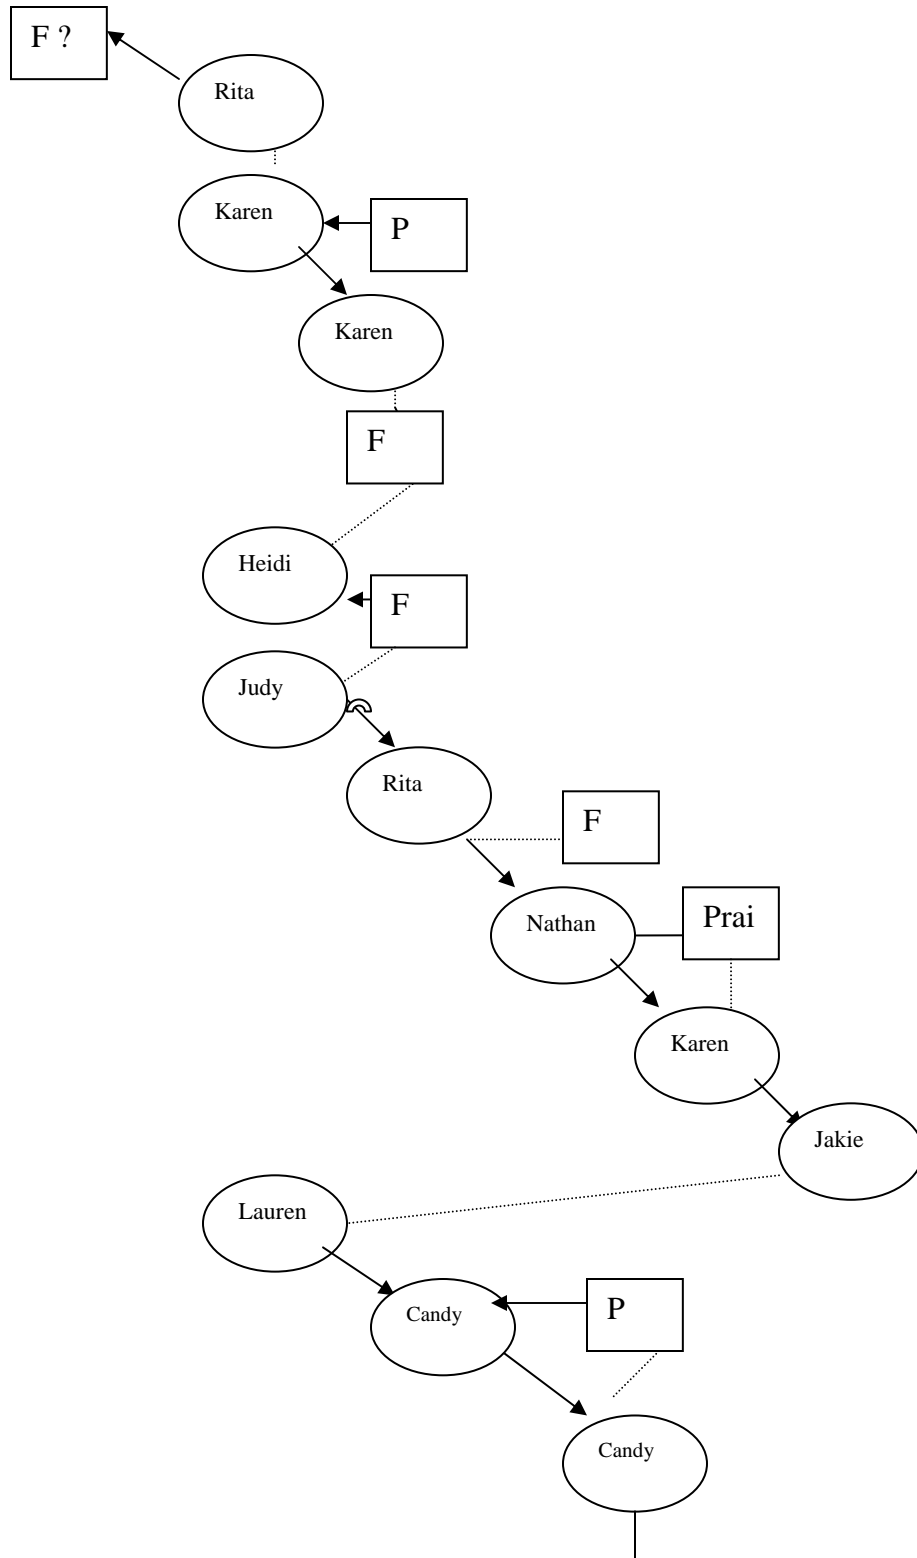 F ?
Rita
Karen
P
Karen
F
Heidi
F
Judy
Rita
F
Nathan
Prai
Karen
Jakie
Lauren
Candy
P
Candy